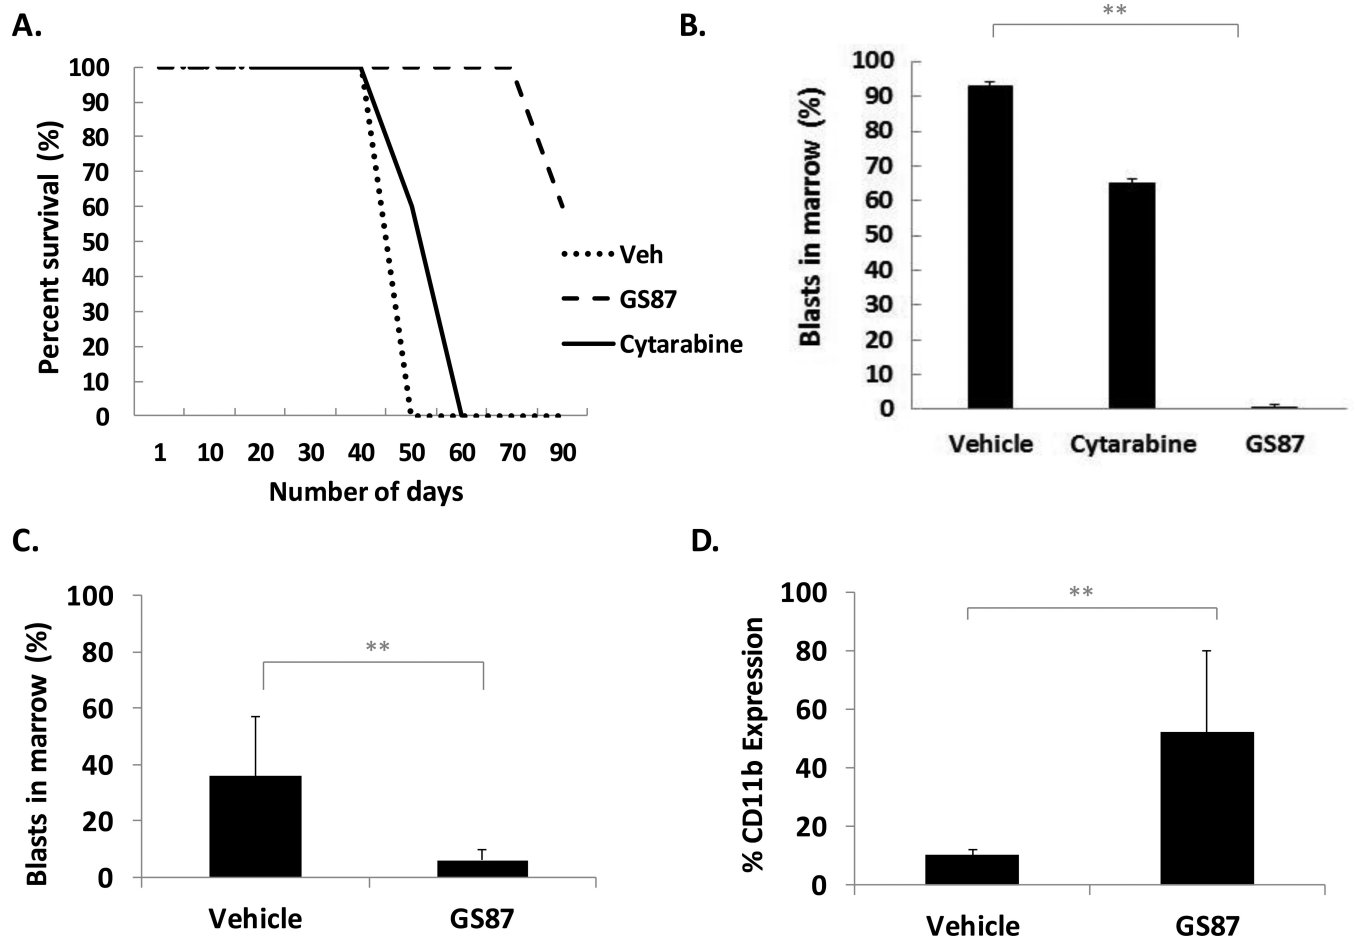 A.
100
90
80
70
60
50
40
30
20
10
0
Percent survival (%)
1 10 20 30 40 50 60 70 90
Number of days
Veh
GS87
Cytarabine
B.
**
100
90
80
70
60
50
40
30
20
10
0
Blasts in marrow (%)
Vehicle Cytarabine GS87
C.
100
80
60
40
20
0
Blasts in marrow (%)
**
Vehicle GS87
D.
100
80
60
40
20
0
% CD11b Expression
**
Vehicle GS87